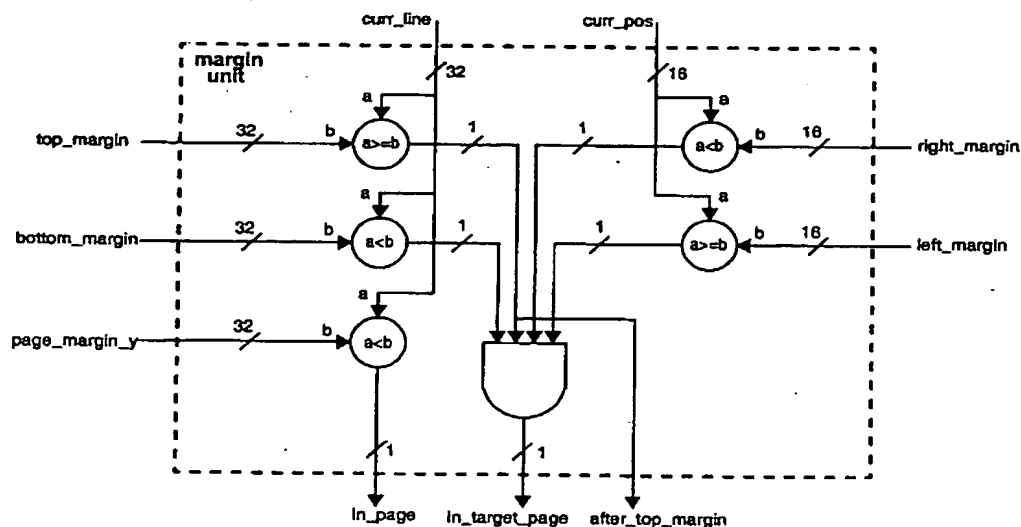 curr_line
curr_pos
margin
unit
32
16
a
a
top_margin
32
b
a>=b
1
1
a<b
b
16
right_margin
a
a
bottom_margin
32
b
a<b
1
1
a>=b
b
16
left_margin
a
page_margin_y
32
b
a<b
1
1
in_page
in_target_page
after_top_margin